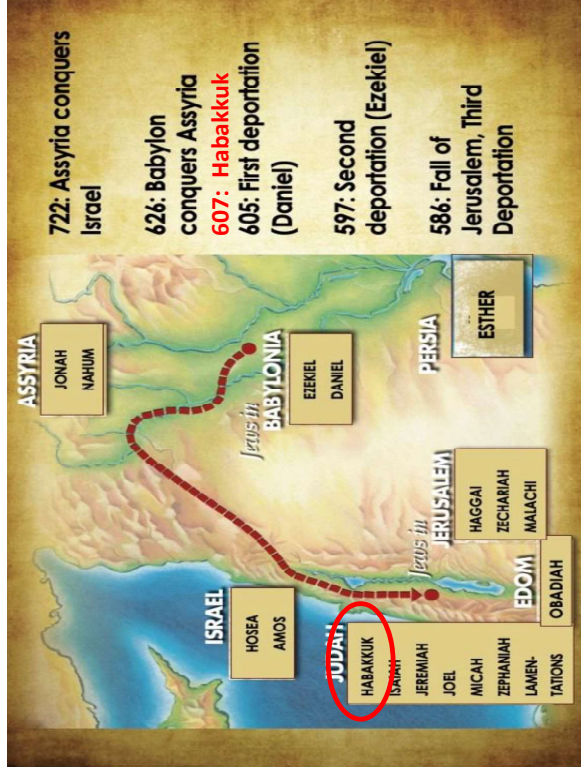 ASSYRIA
JONAH
NAHUM
ISRAEL
HOSEA
AMOS
Jews in
BABYLONIA
EZEKIEL
DANIEL
JUDAH
HABAKKUK
ISAIAH
JEREMIAH
JOEL
MICAH
ZEPHANIAH
LAMEN-
TATIONS
Jews in
JERUSALEM
HAGGAI
ZECHARIAH
MALACHI
EDOM
OBADIAH
PERSIA
ESTHER
722: Assyria conquers
Israel
626: Babylon
conquers Assyria
607: Habakkuk
605: First deportation
(Daniel)
597: Second
deportation (Ezekiel)
586: Fall of
Jerusalem, Third
Deportation